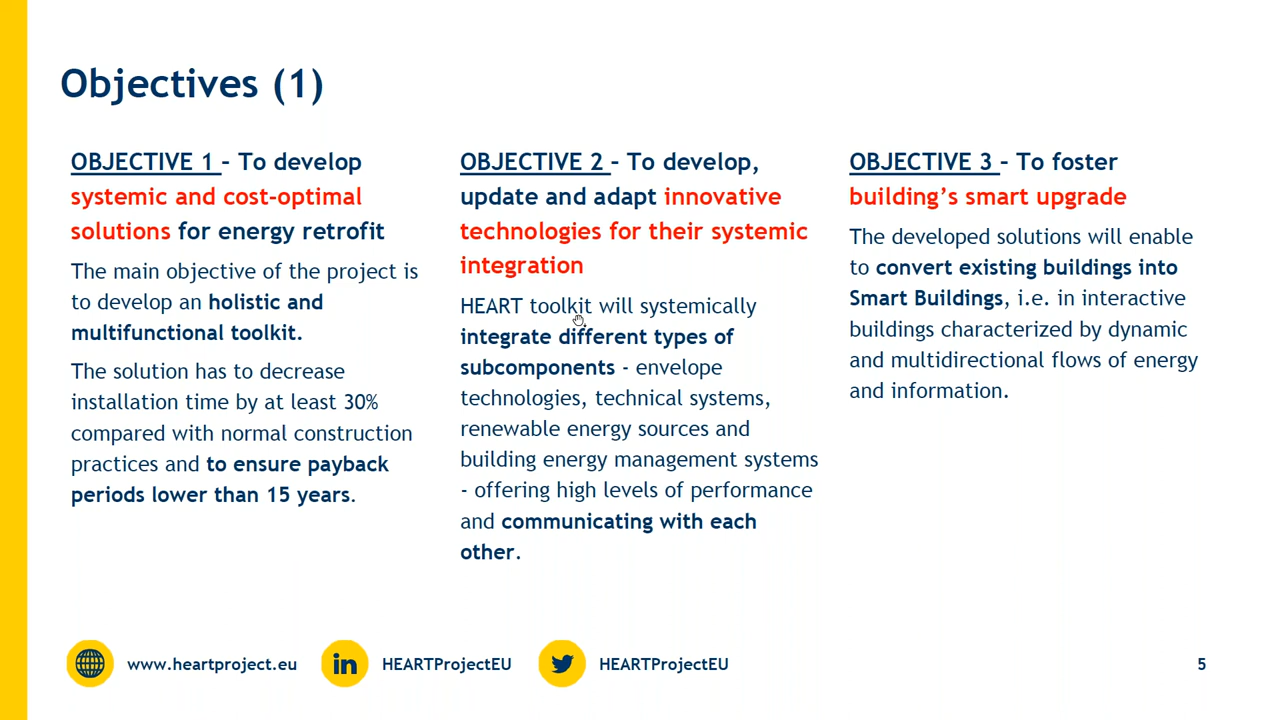 Objectives (1)
OBJECTIVE 1 - To develop
systemic and cost-optimal
solutions for energy retrofit
The main objective of the project is
to develop an holistic and
multifunctional toolkit.
The solution has to decrease
installation time by at least 30%
compared with normal construction
practices and to ensure payback
periods lower than 15 years.
OBJECTIVE 2 - To develop,
update and adapt innovative
technologies for their systemic
integration
HEART toolkit will systemically
integrate different types of
subcomponents - envelope
technologies, technical systems,
renewable energy sources and
building energy management systems
- offering high levels of performance
and communicating with each
other.
OBJECTIVE 3 - To foster
building's smart upgrade
The developed solutions will enable
to convert existing buildings into
Smart Buildings, i.e. in interactive
buildings characterized by dynamic
and multidirectional flows of energy
and information.
www.heartproject.eu
in
HEARTProjectEU
HEARTProjectEU
5